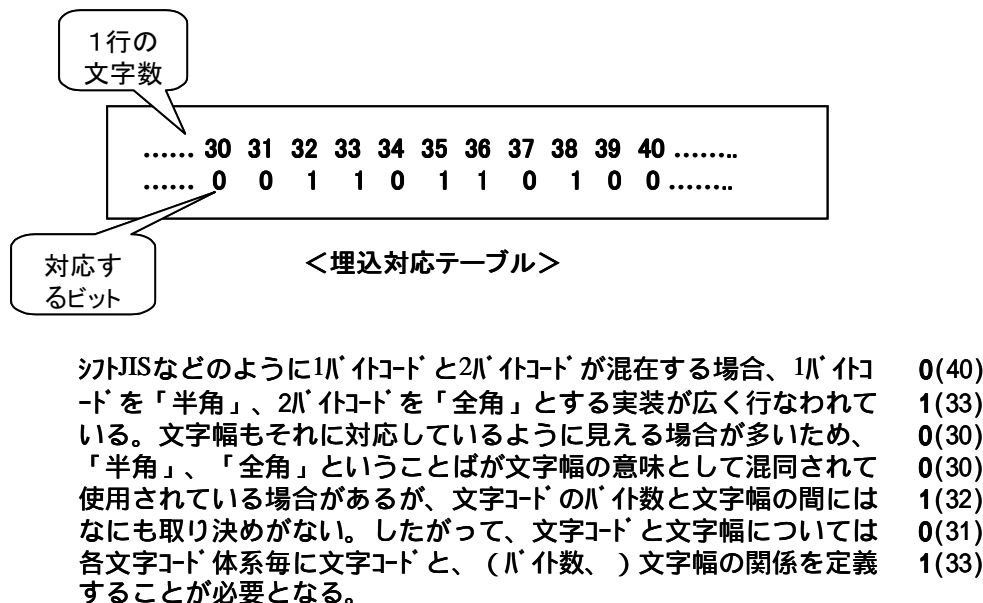 1行の
文字数
…… 30 31 32 33 34 35 36 37 38 39 40 ……..
…… 0 0 1 1 0 1 1 0 1 0 0 ……..
対応す
るビット
＜埋込対応テーブル＞
ｼﾌﾄJISなどのように1ﾊﾞｲﾄｺｰﾄﾞと2ﾊﾞｲﾄｺｰﾄﾞが混在する場合、1ﾊﾞｲﾄｺ 0(40)
ｰﾄﾞを「半角」、2ﾊﾞｲﾄｺｰﾄﾞを「全角」とする実装が広く行なわれて 1(33)
いる。文字幅もそれに対応しているように見える場合が多いため、 0(30)
「半角」、「全角」ということばが文字幅の意味として混同されて 0(30)
使用されている場合があるが、文字ｺｰﾄﾞのﾊﾞｲﾄ数と文字幅の間には 1(32)
なにも取り決めがない。したがって、文字ｺｰﾄﾞと文字幅については 0(31)
各文字ｺｰﾄﾞ体系毎に文字ｺｰﾄﾞと、（ﾊﾞｲﾄ数、）文字幅の関係を定義 1(33)
することが必要となる。